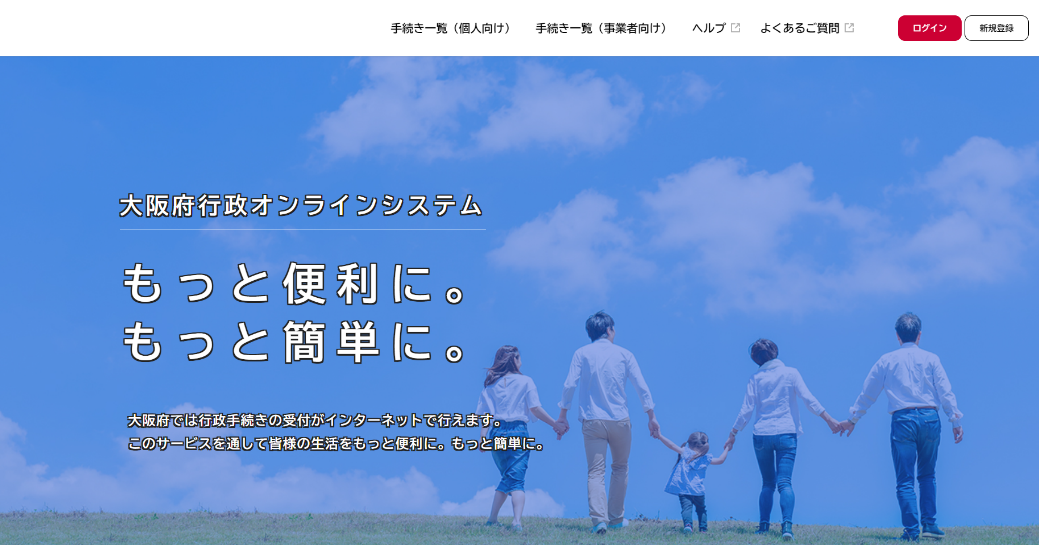 手続き一覧（個人向け）
手続き一覧（事業者向け）
ヘルプ
よくあるご質問
ログイン
新規登録
大阪府行政オンラインシステム
もっと便利に。
もっと簡単に。
大阪府では行政手続きの受付がインターネットで行えます。
このサービスを通して皆様の生活をもっと便利に。もっと簡単に。